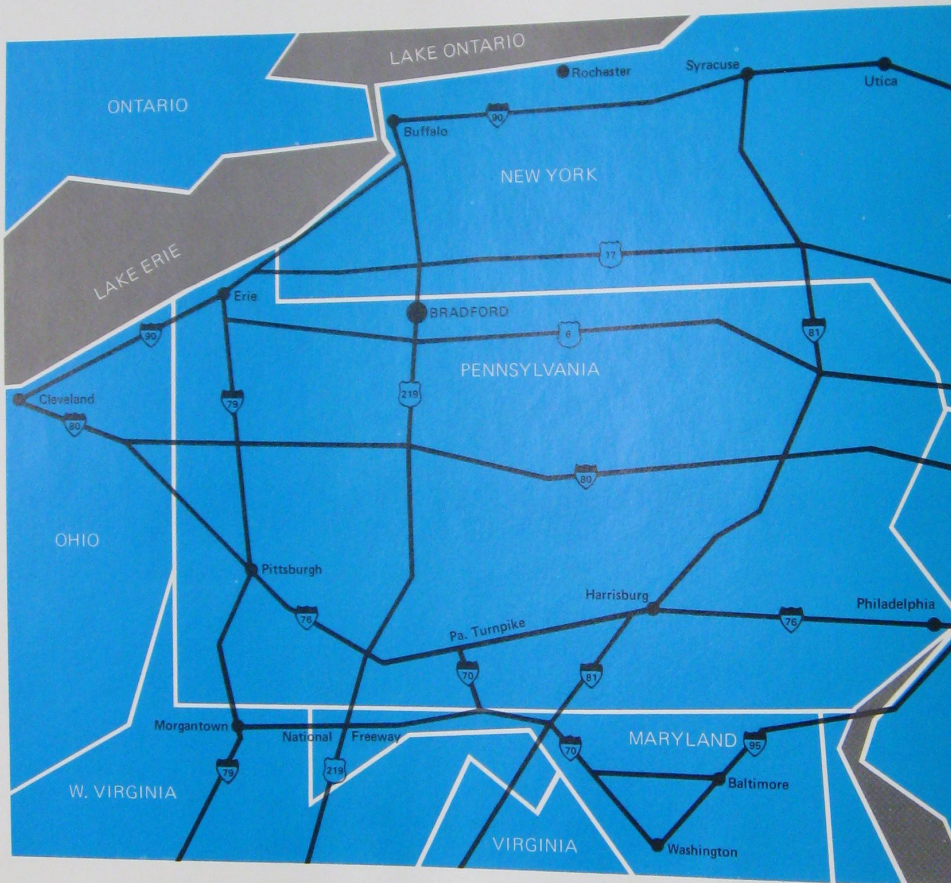 LAKE ONTARIO
Rochester
Syracuse
Utica
ONTARIO
90
Buffalo
NEW YORK
17
LAKE ERIE
Erie
BRADFORD
90
6
81
PENNSYLVANIA
219
79
Cleveland
80
80
OHIO
Pittsburgh
Harrisburg
Philadelphia
76
Pa. Turnpike
76
70
81
Morgantown
National Freeway
MARYLAND
95
70
79
219
Baltimore
W. VIRGINIA
VIRGINIA
Washington